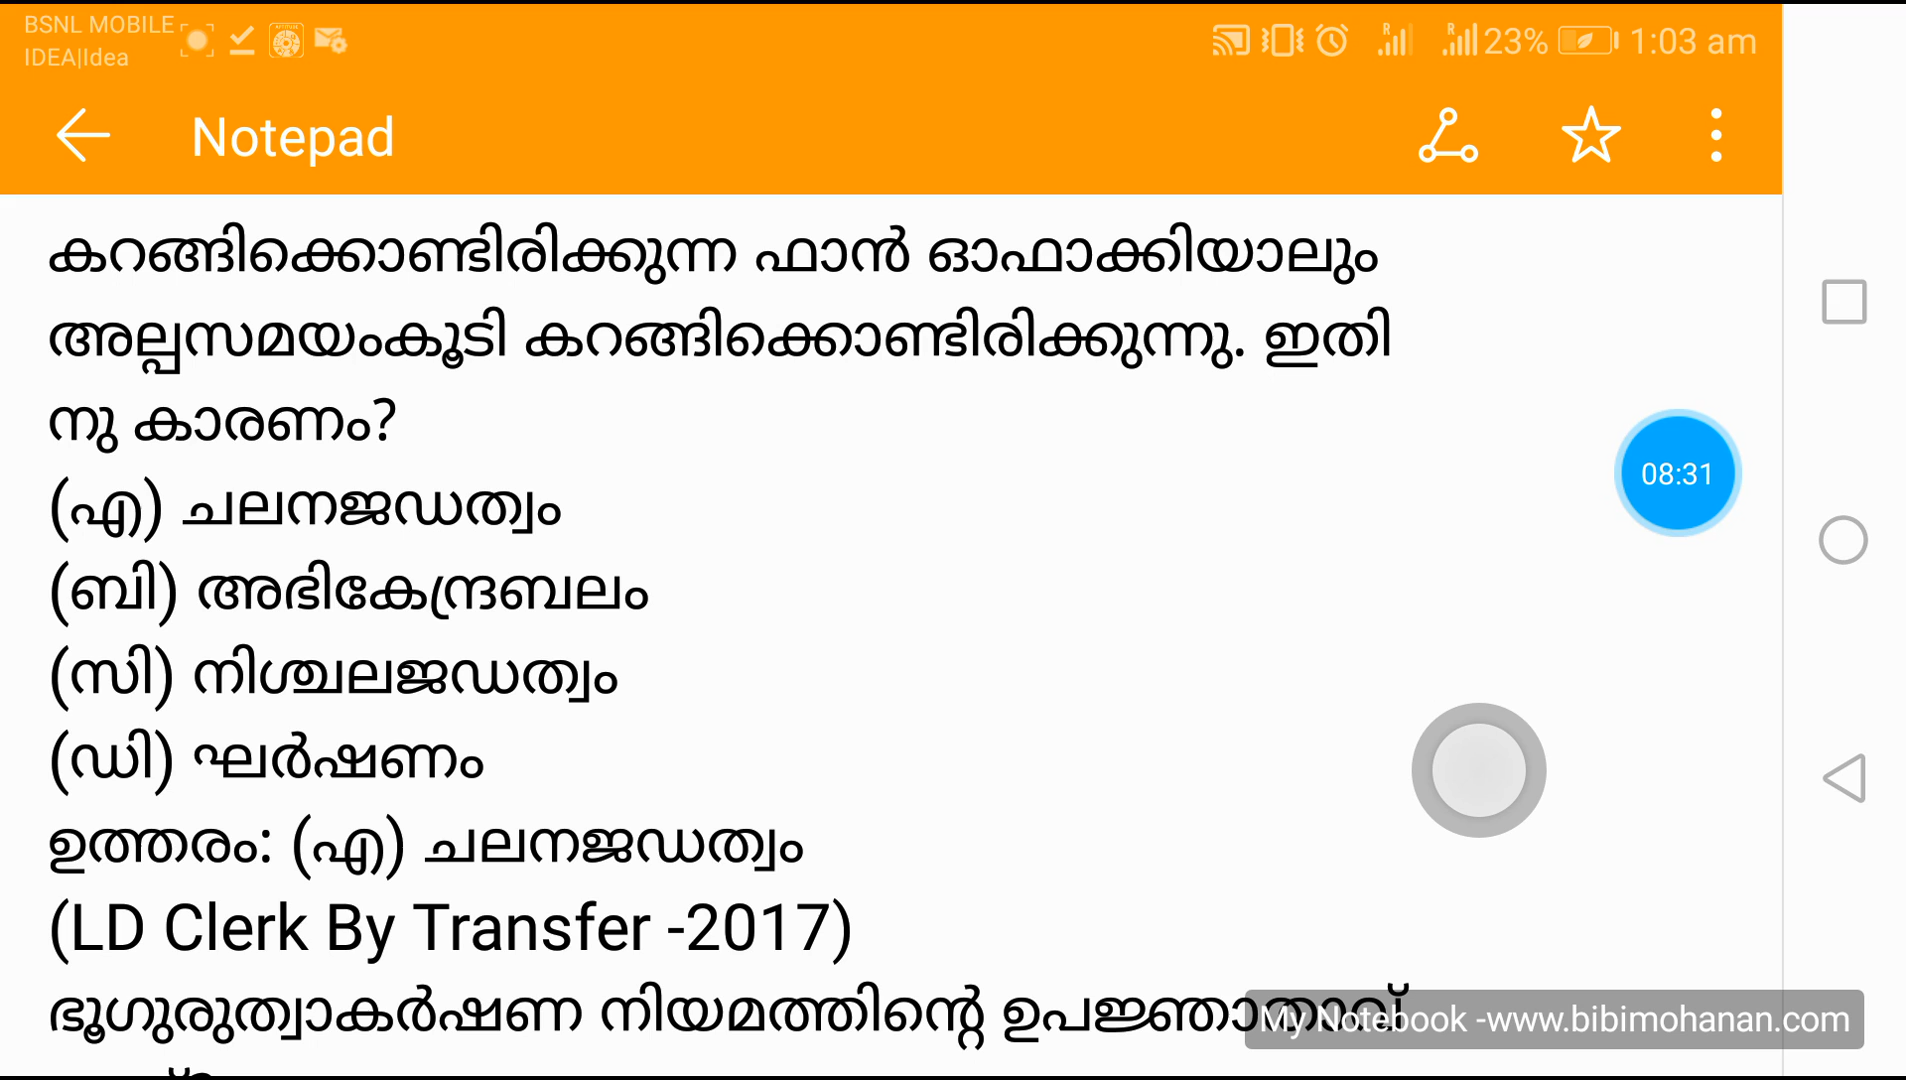 BSNL MOBILE
IDEA|Idea
23% 1:03 am
Notepad
കറങ്ങിക്കൊണ്ടിരിക്കുന്ന ഫാൻ ഓഫാക്കിയാലും
അല്പസമയംകൂടി കറങ്ങിക്കൊണ്ടിരിക്കുന്നു. ഇതി
നു കാരണം?
(എ) ചലനജഡത്വം
(ബി) അഭികേന്ദ്രബലം
(സി) നിശ്ചലജഡത്വം
(ഡി) ഘർഷണം
ഉത്തരം: (എ) ചലനജഡത്വം
(LD Clerk By Transfer -2017)
ഭൂഗുരുത്വാകർഷണ നിയമത്തിന്റെ ഉപജ്ഞാതാവ്
08:31
My Notebook -www.bibimohanan.com